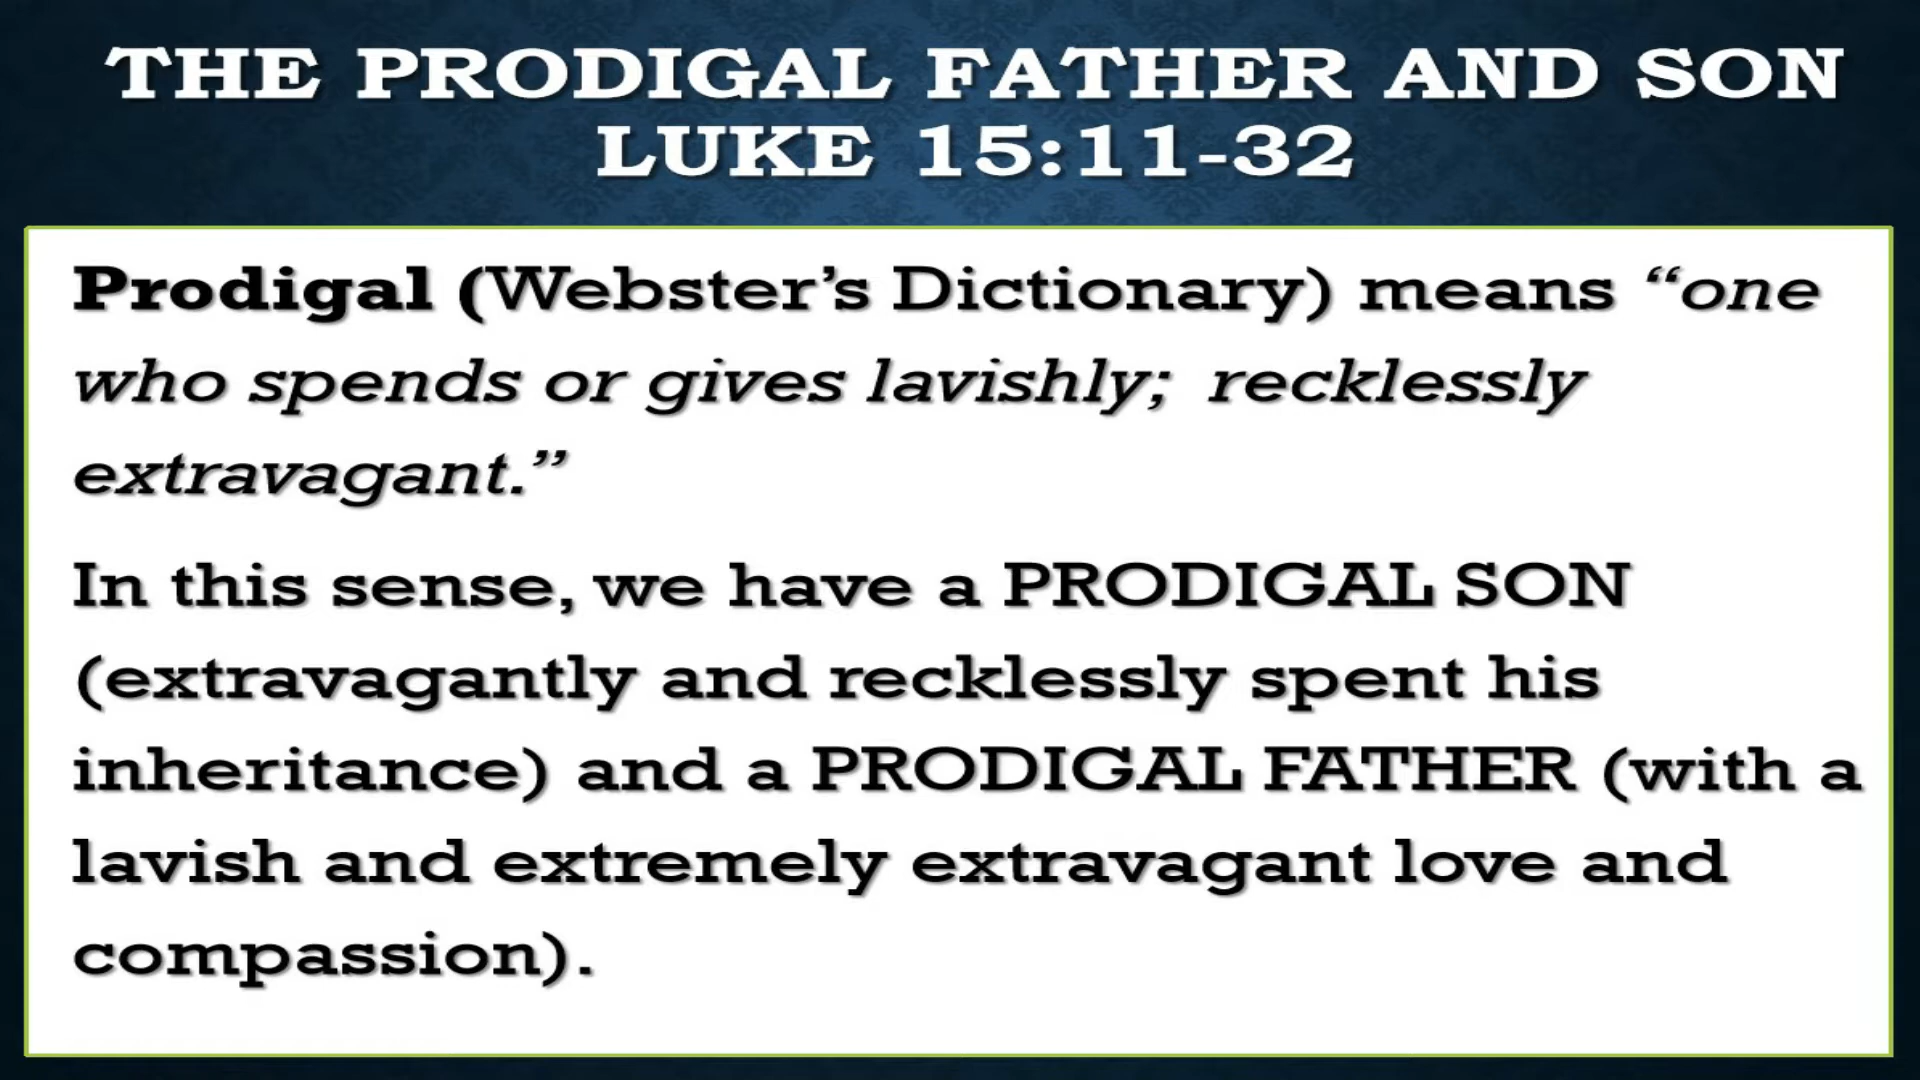 THE PRODIGAL FATHER AND SON
LUKE 15:11-32
Prodigal (Webster’s Dictionary) means “one
who spends or gives lavishly; recklessly
extravagant.”
In this sense, we have a PRODIGAL SON
(extravagantly and recklessly spent his
inheritance) and a PRODIGAL FATHER (with a
lavish and extremely extravagant love and
compassion).